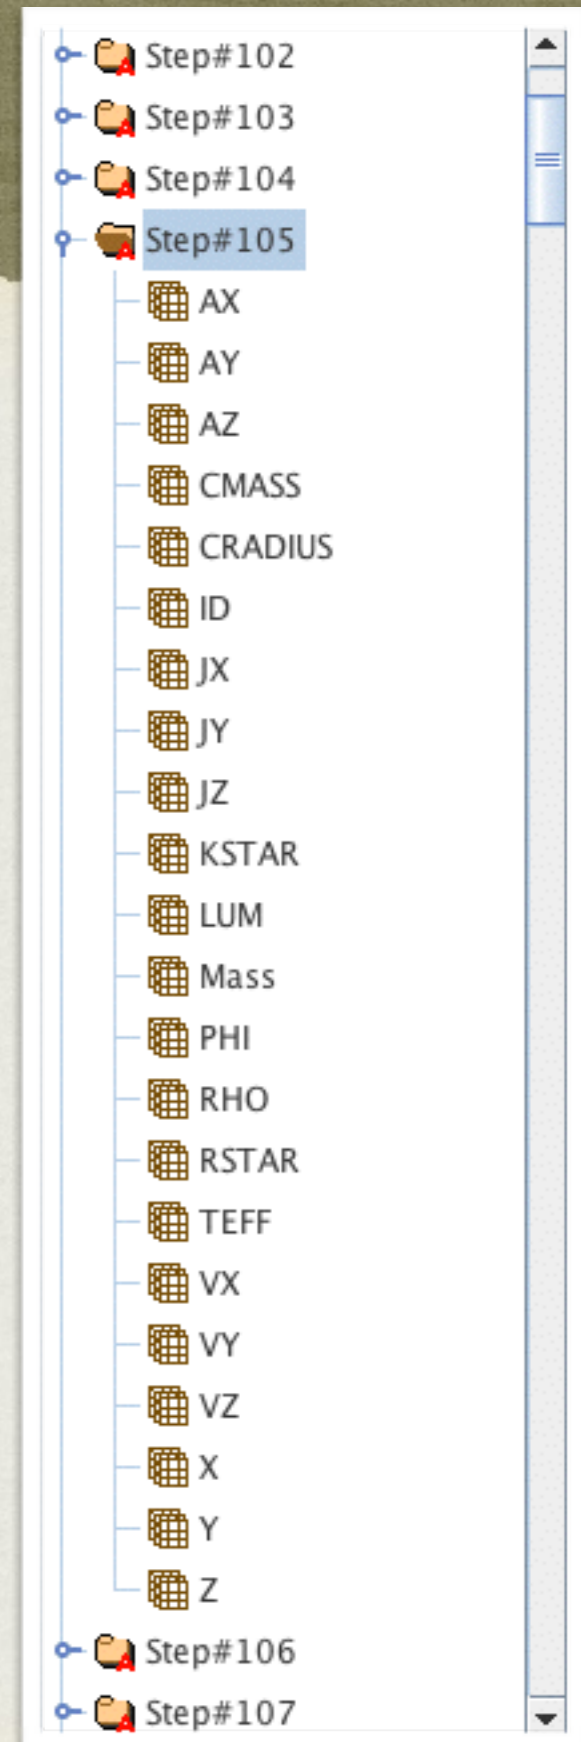 Step#102
Step#103
Step#104
Step#105
AX
AY
AZ
CMASS
CRADIUS
ID
JX
JY
JZ
KSTAR
LUM
Mass
PHI
RHO
RSTAR
TEFF
VX
VY
VZ
X
Y
Z
Step#106
Step#107